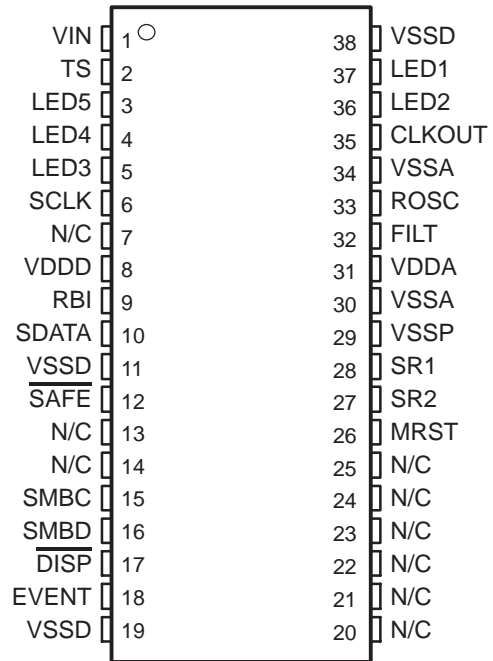 VIN 1 38 VSSD
TS 2 37 LED1
LED5 3 36 LED2
LED4 4 35 CLKOUT
LED3 5 34 VSSA
SCLK 6 33 ROSC
N/C 7 32 FILT
VDDD 8 31 VDDA
RBI 9 30 VSSA
SDATA 10 29 VSSP
VSSD 11 28 SR1
SAFE 12 27 SR2
N/C 13 26 MRST
N/C 14 25 N/C
SMBC 15 24 N/C
SMBD 16 23 N/C
DISP 17 22 N/C
EVENT 18 21 N/C
VSSD 19 20 N/C